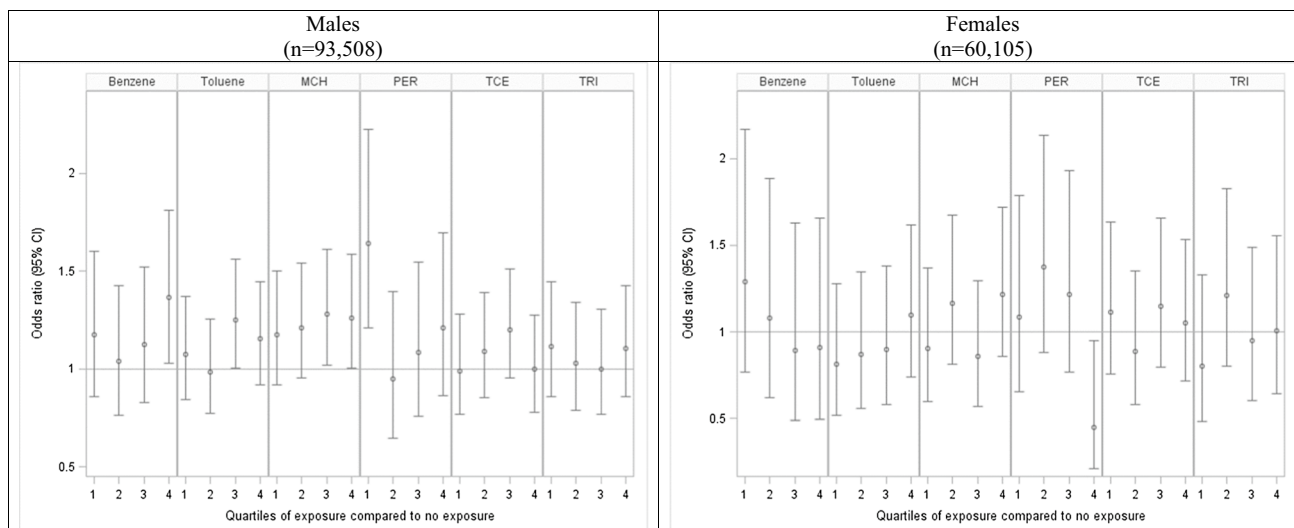 Males
(n=93,508)
Females
(n=60,105)
Benzene Toluene MCH PER TCE TRI
2
1.5
1
0.5
Odds ratio (95% CI)
1 2 3 4 1 2 3 4 1 2 3 4 1 2 3 4 1 2 3 4 1 2 3 4
Quartiles of exposure compared to no exposure
Benzene Toluene MCH PER TCE TRI
2
1.5
1
0.5
Odds ratio (95% CI)
1 2 3 4 1 2 3 4 1 2 3 4 1 2 3 4 1 2 3 4 1 2 3 4
Quartiles of exposure compared to no exposure